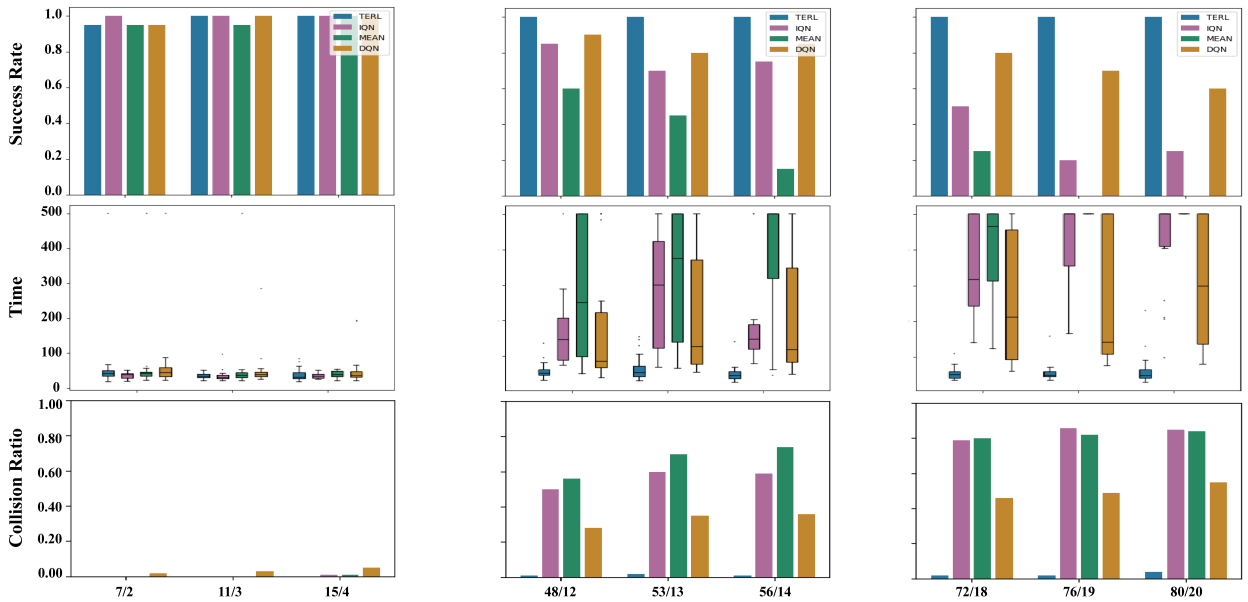 Success Rate
1.0
0.8
0.6
0.4
0.2
0.0
TERL
IQN
MEAN
DQN
TERL
IQN
MEAN
DQN
TERL
IQN
MEAN
DQN
Time
500
400
300
200
100
0
Collision Ratio
1.00
0.80
0.60
0.40
0.20
0.00
7/2 11/3 15/4
48/12 53/13 56/14
72/18 76/19 80/20